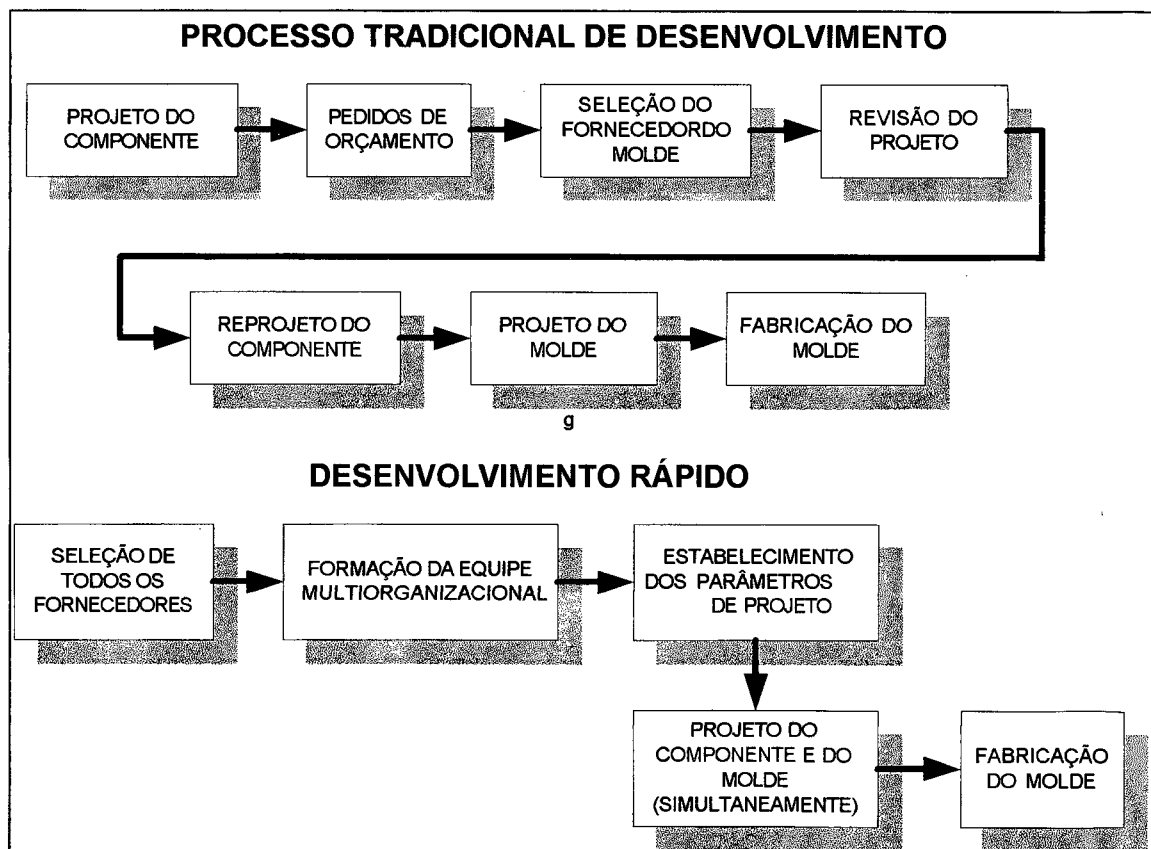 PROCESSO TRADICIONAL DE DESENVOLVIMENTO
PROJETO DO
COMPONENTE
PEDIDOS DE
ORÇAMENTO
SELEÇÃO DO
FORNECEDORDO
MOLDE
REVISÃO DO
PROJETO
REPROJETO DO
COMPONENTE
PROJETO DO
MOLDE
FABRICAÇÃO DO
MOLDE
g
DESENVOLVIMENTO RÁPIDO
SELEÇÃO DE
TODOS OS
FORNECEDORES
FORMAÇÃO DA EQUIPE
MULTIORGANIZACIONAL
ESTABELECIMENTO
DOS PARÂMETROS
DE PROJETO
PROJETO DO
COMPONENTE E DO
MOLDE
(SIMULTANEAMENTE)
FABRICAÇÃO
DO MOLDE